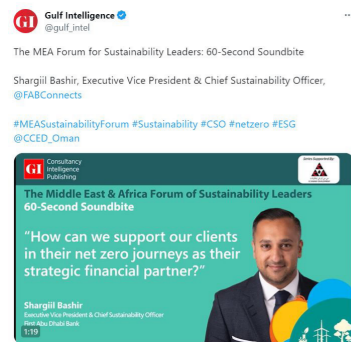 Gulf Intelligence
@gulf_intel
The MEA Forum for Sustainability Leaders: 60-Second Soundbite
Shargiil Bashir, Executive Vice President & Chief Sustainability Officer,
@FABConnects
#MEASustainabilityForum #Sustainability #CSO #netzero #ESG
@CCED_Oman
GI
Consultancy
Intelligence
Publishing
The Middle East & Africa Forum of Sustainability Leaders
60-Second Soundbite
"How can we support our clients
in their net zero journeys as their
strategic financial partner?"
Shargiil Bashir
Executive Vice President & Chief Sustainability Officer
First Abu Dhabi Bank
1:19